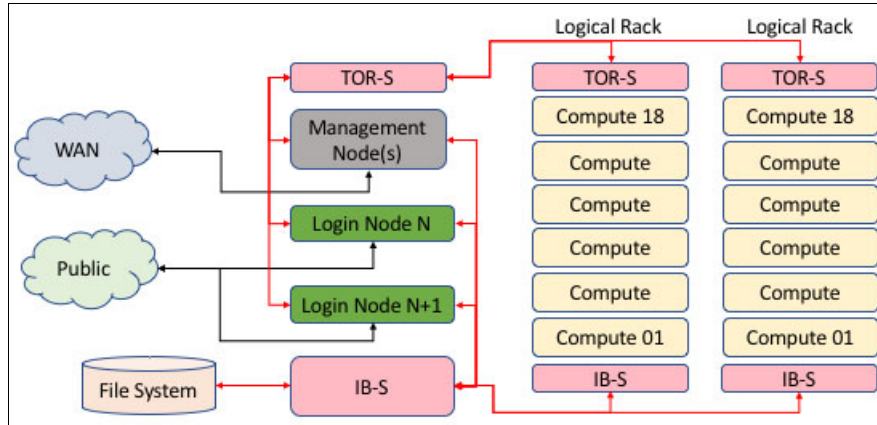 Logical Rack
Logical Rack
TOR-S
TOR-S
TOR-S
Management
Node(s)
WAN
Login Node N
Public
Login Node N+1
File System
IB-S
Compute 18
Compute
Compute
Compute
Compute
Compute 01
IB-S
Compute 18
Compute
Compute
Compute
Compute
Compute 01
IB-S